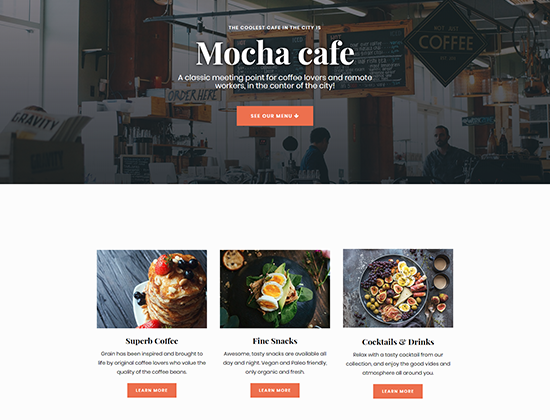 THE COOLEST CAFE IN THE CITY IS
Mocha cafe
A classic meeting point for coffee lovers and remote
workers, in the center of the city!
SEE OUR MENU
COFFEE
ORDER HERE
GRAVITY
Superb Coffee
Grain has been inspired and brought to
life by original coffee lovers who value the
quality of the coffee beans.
LEARN MORE
Fine Snacks
Awesome, tasty snacks are available all
day and night. Vegan and Paleo friendly,
only organic and fresh.
LEARN MORE
Cocktails & Drinks
Relax with a tasty cocktail from our
collection, and enjoy the good vides and
atmosphere all around you.
LEARN MORE